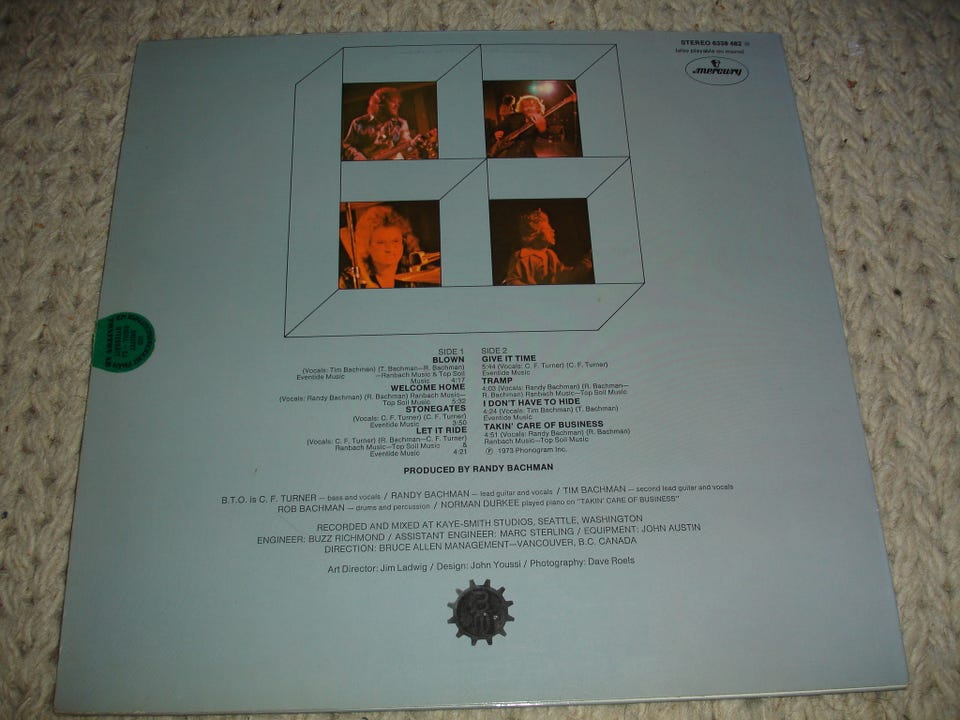 STEREO 6338 482
(also playable on mono)
mercury
SIDE 1
BLOWN
(Vocals: Tim Bachman) (T. Bachman—R. Bachman)
Eventide Music —Ranbach Music & Top Soil
Music 4:17
WELCOME HOME
(Vocals: Randy Bachman) (R. Bachman) Ranbach Music—
Top Soil Music 5:32
STONEGATES
(Vocals: C. F. Turner) (C. F. Turner)
Eventide Music 3:50
LET IT RIDE
(Vocals: C. F. Turner) (R. Bachman—C. F. Turner)
Ranbach Music—Top Soil Music &
Eventide Music 4:21
SIDE 2
GIVE IT TIME
5:44 (Vocals: C. F. Turner) (C. F. Turner)
Eventide Music
TRAMP
4:03 (Vocals: Randy Bachman) (R. Bachman—
R. Bachman) Ranbach Music—Top Soil Music
I DON'T HAVE TO HIDE
4:24 (Vocals: Tim Bachman) (T. Bachman)
Eventide Music
TAKIN' CARE OF BUSINESS
4:51 (Vocals: Randy Bachman) (R. Bachman)
Ranbach Music—Top Soil Music
℗ 1973 Phonogram Inc.
PRODUCED BY RANDY BACHMAN
B.T.O. is C. F. TURNER — bass and vocals / RANDY BACHMAN — lead guitar and vocals / TIM BACHMAN — second lead guitar and vocals
ROB BACHMAN — drums and percussion / NORMAN DURKEE played piano on "TAKIN' CARE OF BUSINESS"
RECORDED AND MIXED AT KAYE-SMITH STUDIOS, SEATTLE, WASHINGTON
ENGINEER: BUZZ RICHMOND / ASSISTANT ENGINEER: MARC STERLING / EQUIPMENT: JOHN AUSTIN
DIRECTION: BRUCE ALLEN MANAGEMENT—VANCOUVER, B.C. CANADA
Art Director: Jim Ladwig / Design: John Youssi / Photography: Dave Roels